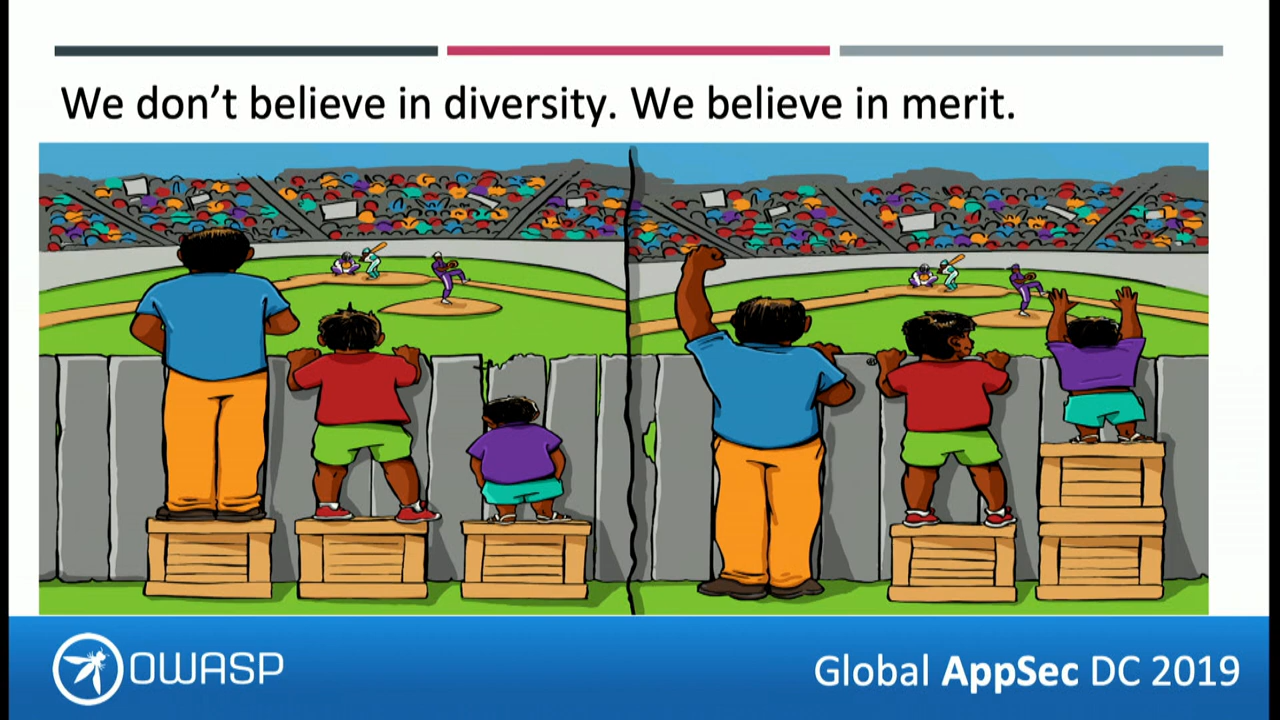 We don't believe in diversity. We believe in merit.
OWASP
Global AppSec DC 2019